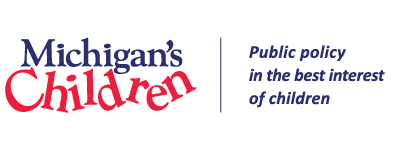 Michigan's
Children
Public policy
in the best interest
of children